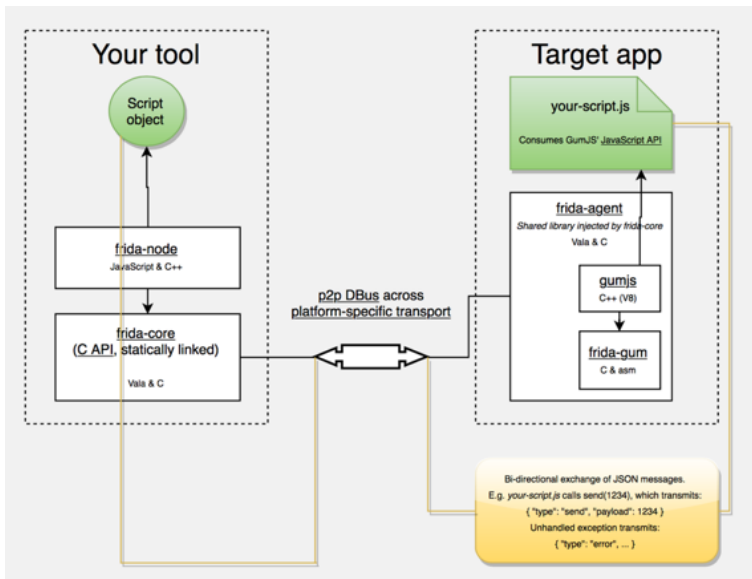 Your tool
Script
object
frida-node
JavaScript & C++
frida-core
(C API, statically linked)
Vala & C
p2p DBus across
platform-specific transport
Target app
your-script.js
Consumes GumJS' JavaScript API
frida-agent
Shared library injected by frida-core
Vala & C
gumjs
C++ (V8)
frida-gum
C & asm
Bi-directional exchange of JSON messages.
E.g. your-script.js calls send(1234), which transmits:
{ "type": "send", "payload": 1234 }
Unhandled exception transmits:
{ "type": "error", ... }